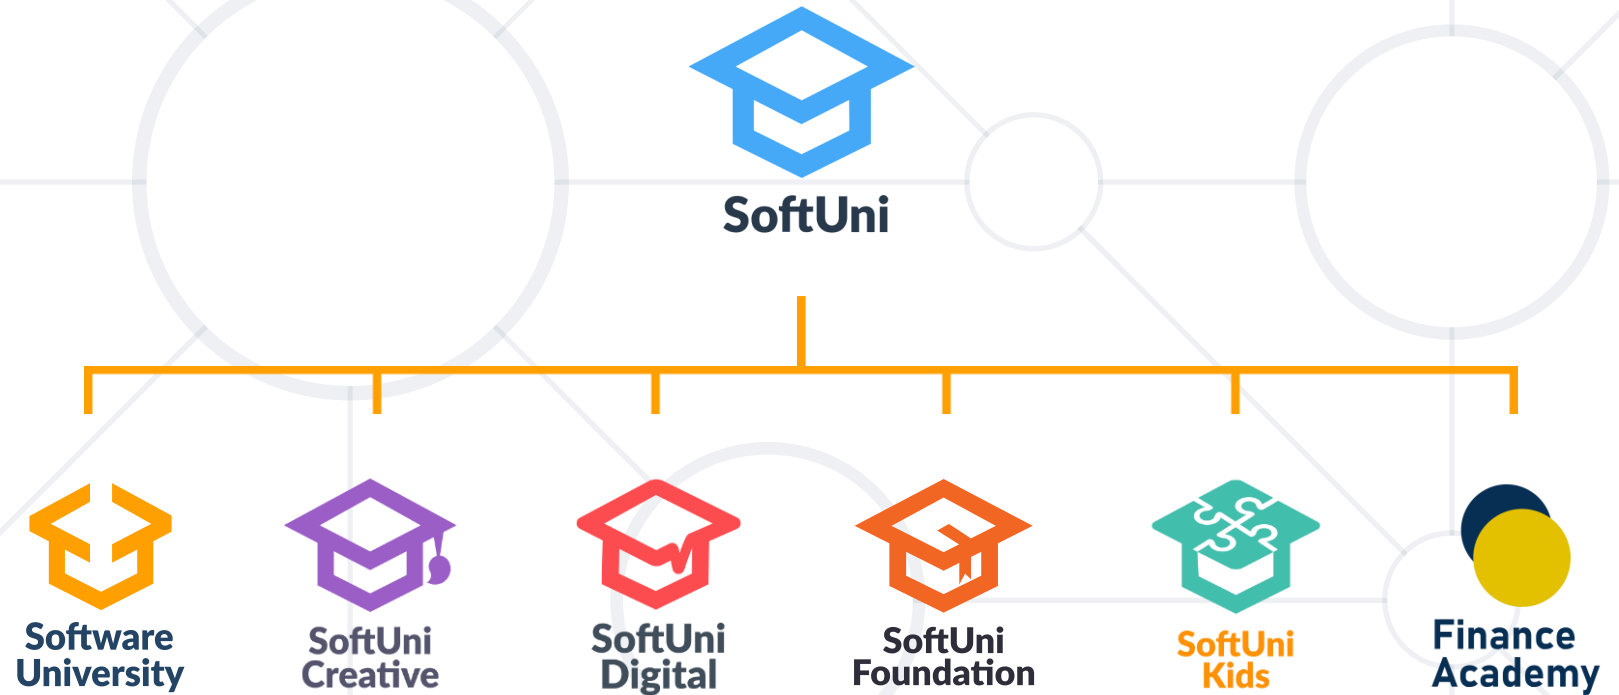 SoftUni
Software
University
SoftUni
Creative
SoftUni
Digital
SoftUni
Foundation
SoftUni
Kids
Finance
Academy